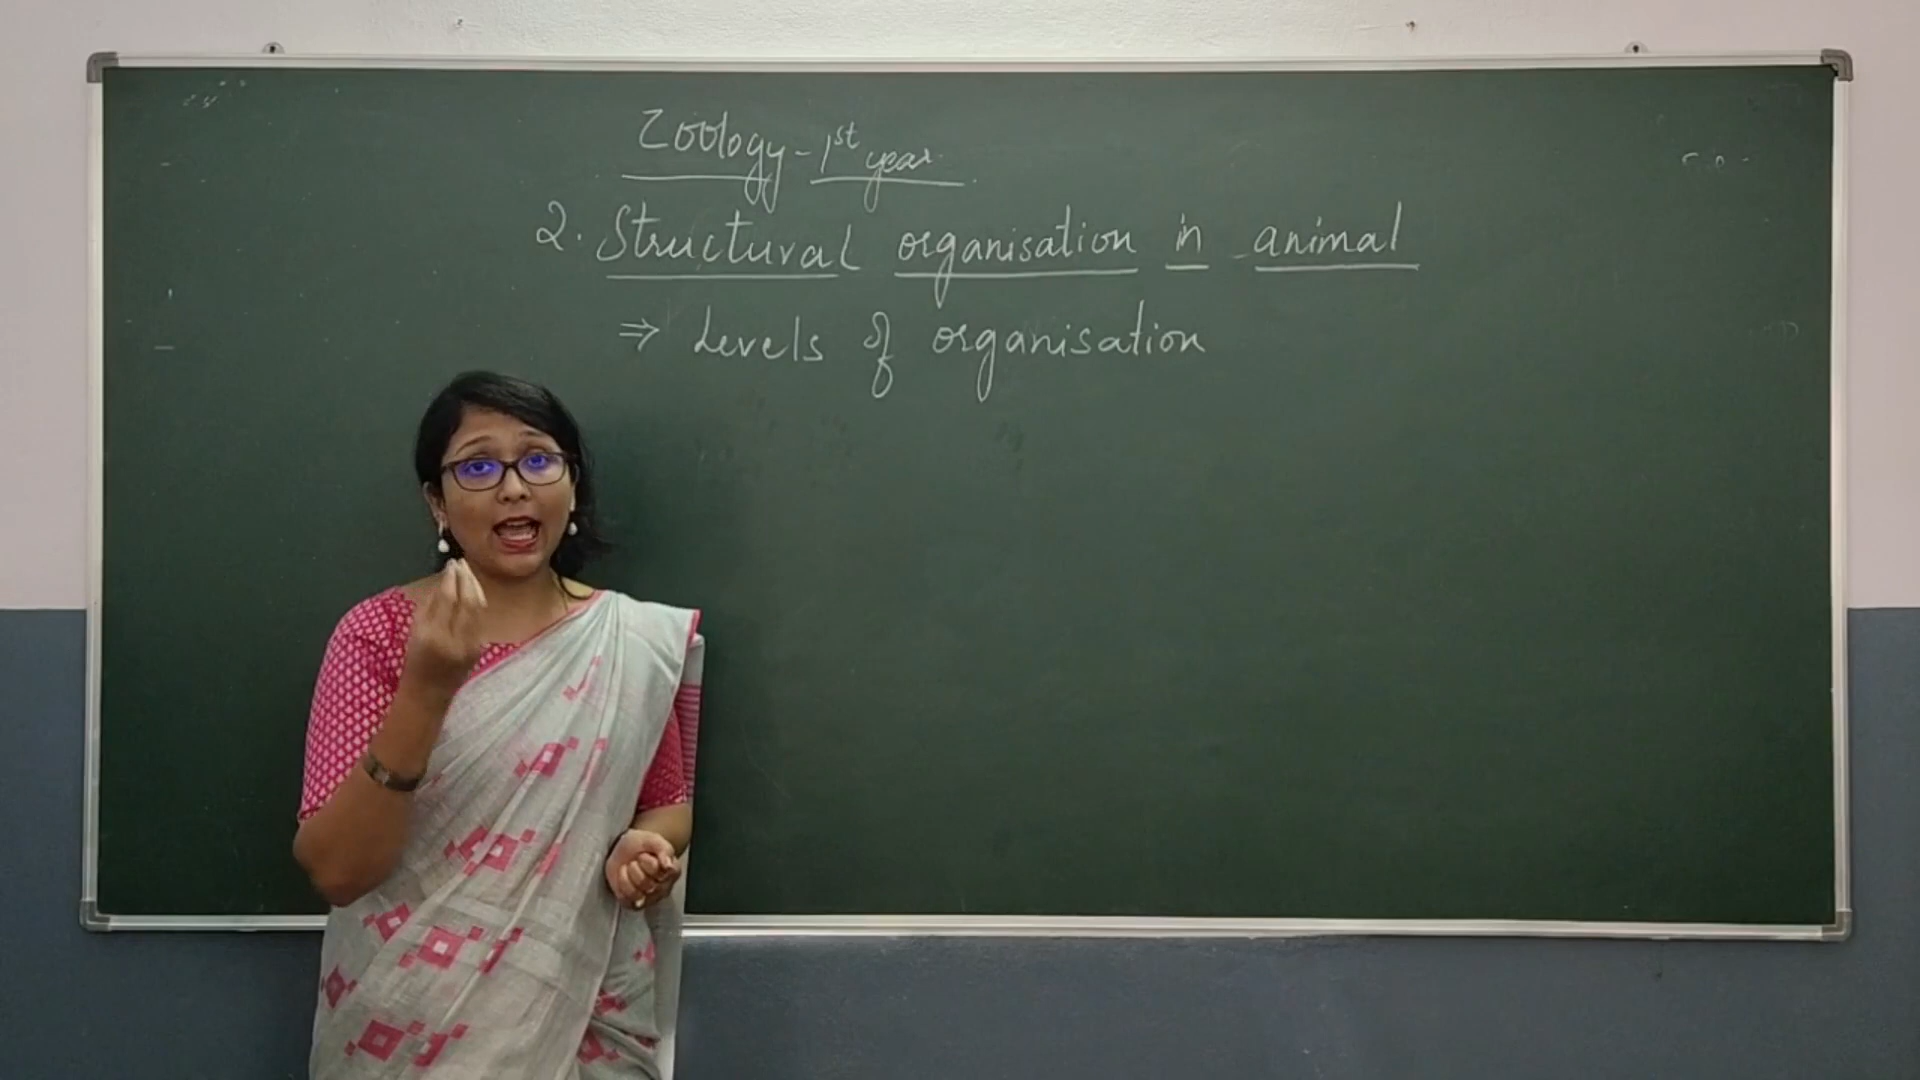 Zoology - 1st year.
2. Structural organisation in animal
⇒ Levels of organisation